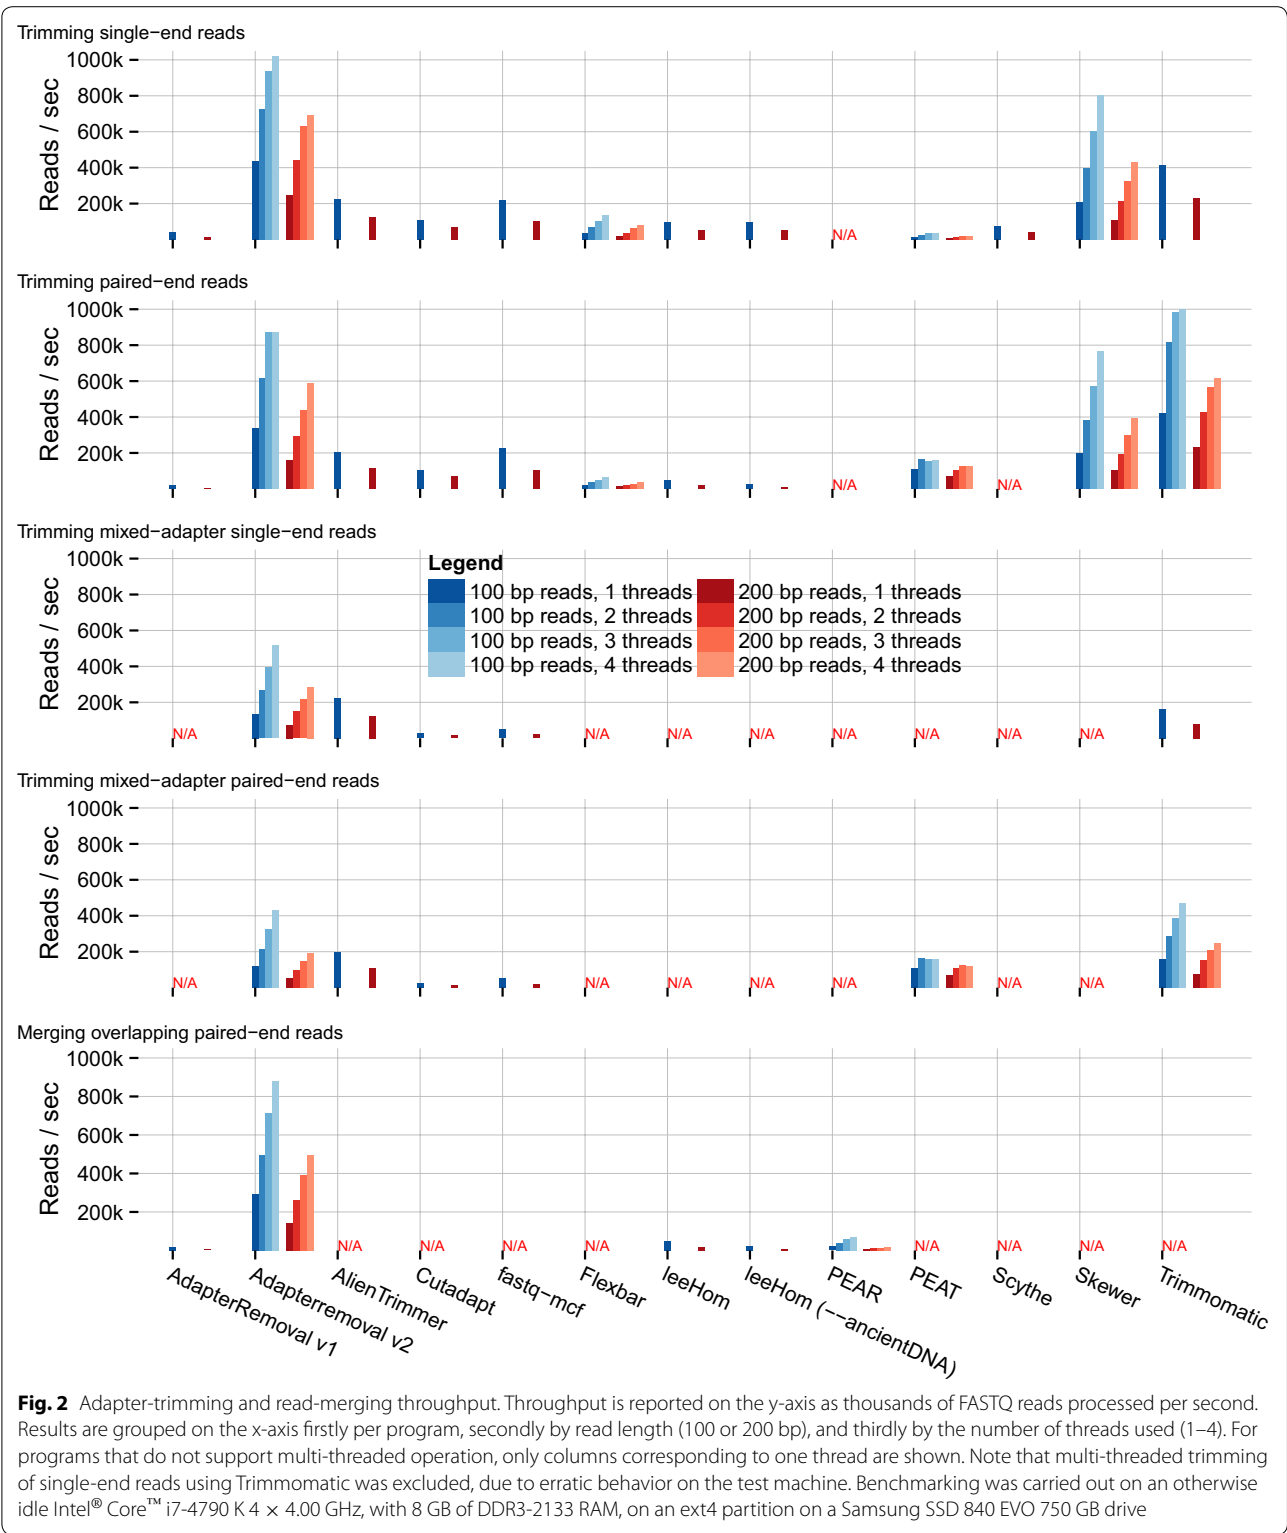 Trimming single−end reads
1000k
800k
600k
400k
200k
Reads / sec
N/A
Trimming paired−end reads
1000k
800k
600k
400k
200k
Reads / sec
N/A N/A
Trimming mixed−adapter single−end reads
1000k
800k
600k
400k
200k
Reads / sec
Legend
100 bp reads, 1 threads 200 bp reads, 1 threads
100 bp reads, 2 threads 200 bp reads, 2 threads
100 bp reads, 3 threads 200 bp reads, 3 threads
100 bp reads, 4 threads 200 bp reads, 4 threads
N/A N/A N/A N/A N/A N/A N/A N/A
Trimming mixed−adapter paired−end reads
1000k
800k
600k
400k
200k
Reads / sec
N/A N/A N/A N/A N/A N/A N/A
Merging overlapping paired−end reads
1000k
800k
600k
400k
200k
Reads / sec
N/A N/A N/A N/A N/A N/A N/A N/A
AdapterRemoval v1
Adapterremoval v2
AlienTrimmer
Cutadapt
fastq−mcf
Flexbar
leeHom
leeHom (−−ancientDNA)
PEAR
PEAT
Scythe
Skewer
Trimmomatic
Fig. 2 Adapter-trimming and read-merging throughput. Throughput is reported on the y-axis as thousands of FASTQ reads processed per second.
Results are grouped on the x-axis firstly per program, secondly by read length (100 or 200 bp), and thirdly by the number of threads used (1–4). For
programs that do not support multi-threaded operation, only columns corresponding to one thread are shown. Note that multi-threaded trimming
of single-end reads using Trimmomatic was excluded, due to erratic behavior on the test machine. Benchmarking was carried out on an otherwise
idle Intel® Core™ i7-4790 K 4 × 4.00 GHz, with 8 GB of DDR3-2133 RAM, on an ext4 partition on a Samsung SSD 840 EVO 750 GB drive